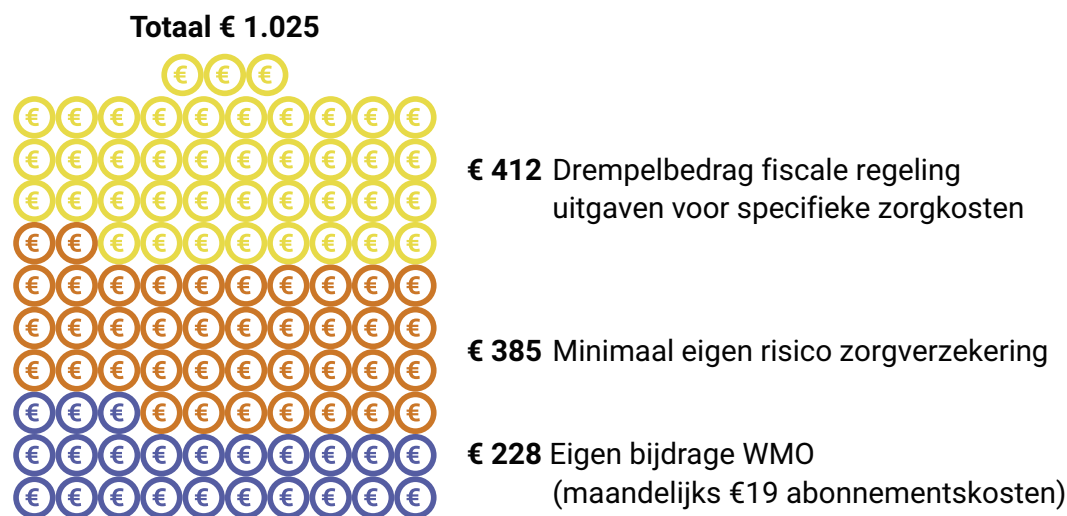 Totaal € 1.025
€ € €
€ € € € € € € € € €
€ € € € € € € € € €
€ € € € € € € € € €
€ € € € € € € € € €
€ € € € € € € € € €
€ € € € € € € € € €
€ € € € € € € € € €
€ € € € € € € € € €
€ € € € € € € € € €
€ € € € € € € € € €
€ 412 Drempelbedrag fiscale regeling
uitgaven voor specifieke zorgkosten
€ 385 Minimaal eigen risico zorgverzekering
€ 228 Eigen bijdrage WMO
(maandelijks €19 abonnementskosten)